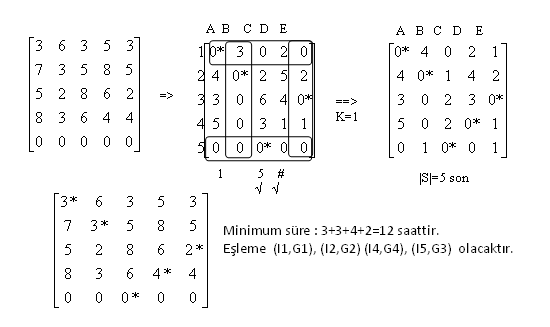 A B C D E
A B C D E
3 6 3 5 3
7 3 5 8 5
5 2 8 6 2
8 3 6 4 4
0 0 0 0 0
=>
1 0* 3 0 2 0
2 4 0* 2 5 2
3 3 0 6 4 0*
4 5 0 3 1 1
5 0 0 0* 0 0
1 5 #
√ √
==>
K=1
0* 4 0 2 1
4 0* 1 4 2
3 0 2 3 0*
5 0 2 0* 1
0 1 0* 0 1
|S|=5 son
3* 6 3 5 3
7 3* 5 8 5
5 2 8 6 2*
8 3 6 4* 4
0 0 0* 0 0
Minimum süre : 3+3+4+2=12 saattir.
Eşleme (I1,G1), (I2,G2) (I4,G4), (I5,G3) olacaktır.